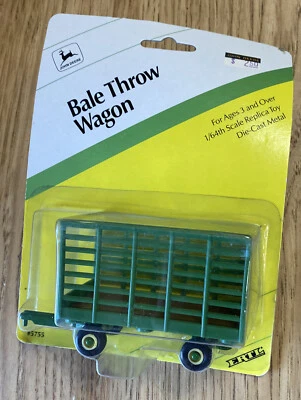 JOHN DEERE
Bale Throw
Wagon
For Ages 3 and Over
1/64th Scale Replica Toy
Die-Cast Metal
#5755
ERTL